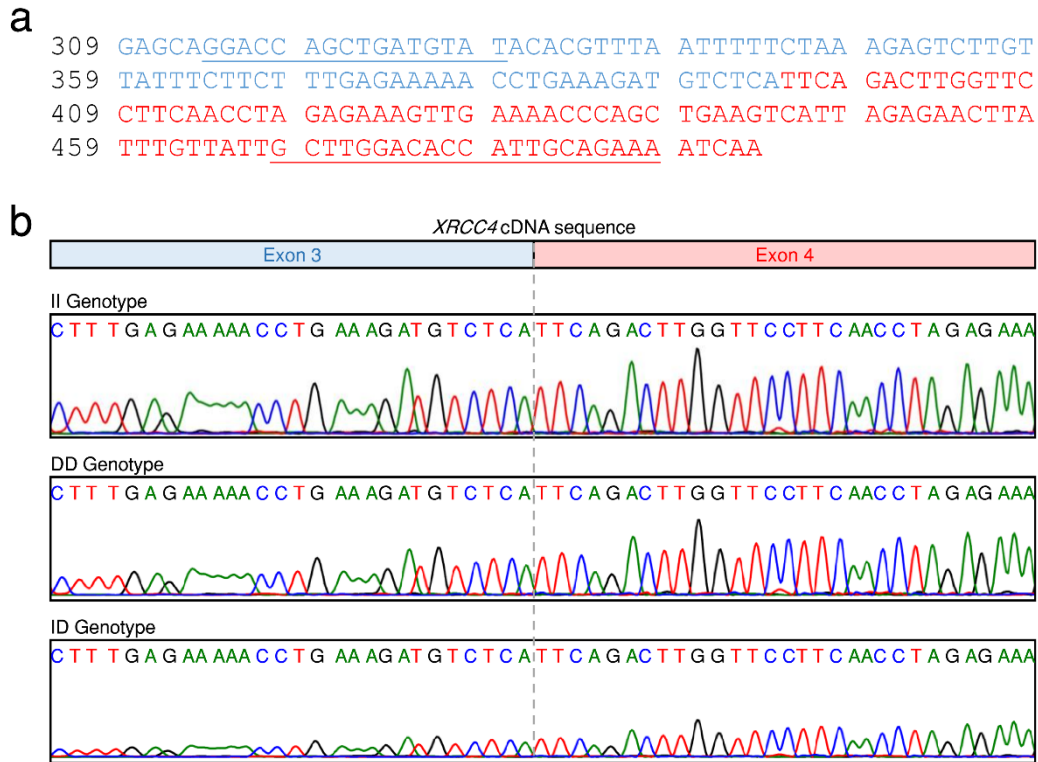 a
309 GAGCAGGACC AGCTGATGTA TACACGTTTA ATTTTTCTAA AGAGTCTTGT
359 TATTTCTTCT TTGAGAAAAA CCTGAAAGAT GTCTCATTCA GACTTGGTTC
409 CTTCAACCTA GAGAAAGTTG AAAACCCAGC TGAAGTCATT AGAGAACTTA
459 TTTGTTATTG CTTGGACACC ATTGCAGAAA ATCAA
b
XRCC4 cDNA sequence
Exon 3 Exon 4
II Genotype
CTTTGAGAAAAACCTGAAAGATGTCTCATTCAGACTTGGTTCCTTCAACCTAGAGAAA
DD Genotype
CTTTGAGAAAAACCTGAAAGATGTCTCATTCAGACTTGGTTCCTTCAACCTAGAGAAA
ID Genotype
CTTTGAGAAAAACCTGAAAGATGTCTCATTCAGACTTGGTTCCTTCAACCTAGAGAAA